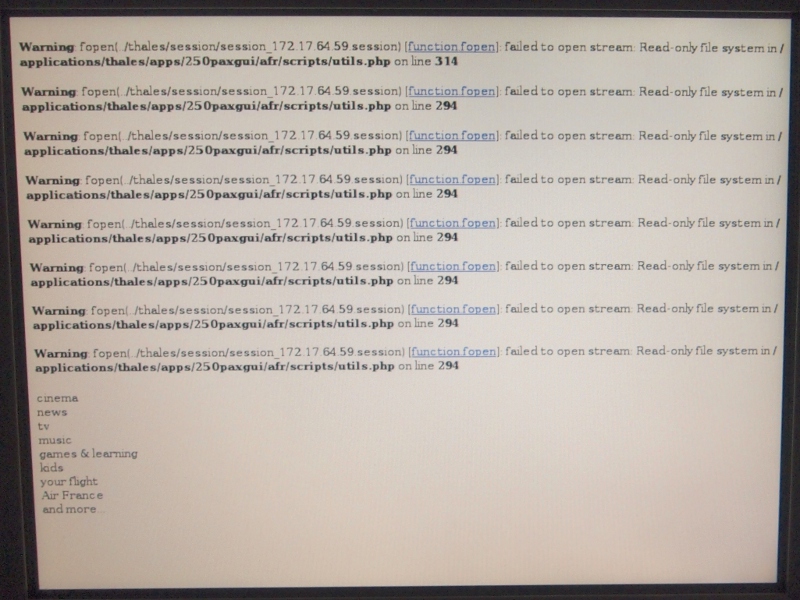 Warning: fopen(../thales/session/session_172.17.64.59.session) [function.fopen]: failed to open stream: Read-only file system in /
applications/thales/apps/250paxgui/afr/scripts/utils.php on line 314
Warning: fopen(../thales/session/session_172.17.64.59.session) [function.fopen]: failed to open stream: Read-only file system in /
applications/thales/apps/250paxgui/afr/scripts/utils.php on line 294
Warning: fopen(../thales/session/session_172.17.64.59.session) [function.fopen]: failed to open stream: Read-only file system in /
applications/thales/apps/250paxgui/afr/scripts/utils.php on line 294
Warning: fopen(../thales/session/session_172.17.64.59.session) [function.fopen]: failed to open stream: Read-only file system in /
applications/thales/apps/250paxgui/afr/scripts/utils.php on line 294
Warning: fopen(../thales/session/session_172.17.64.59.session) [function.fopen]: failed to open stream: Read-only file system in /
applications/thales/apps/250paxgui/afr/scripts/utils.php on line 294
Warning: fopen(../thales/session/session_172.17.64.59.session) [function.fopen]: failed to open stream: Read-only file system in /
applications/thales/apps/250paxgui/afr/scripts/utils.php on line 294
Warning: fopen(../thales/session/session_172.17.64.59.session) [function.fopen]: failed to open stream: Read-only file system in /
applications/thales/apps/250paxgui/afr/scripts/utils.php on line 294
Warning: fopen(../thales/session/session_172.17.64.59.session) [function.fopen]: failed to open stream: Read-only file system in /
applications/thales/apps/250paxgui/afr/scripts/utils.php on line 294
cinema
news
tv
music
games & learning
kids
your flight
Air France
and more...